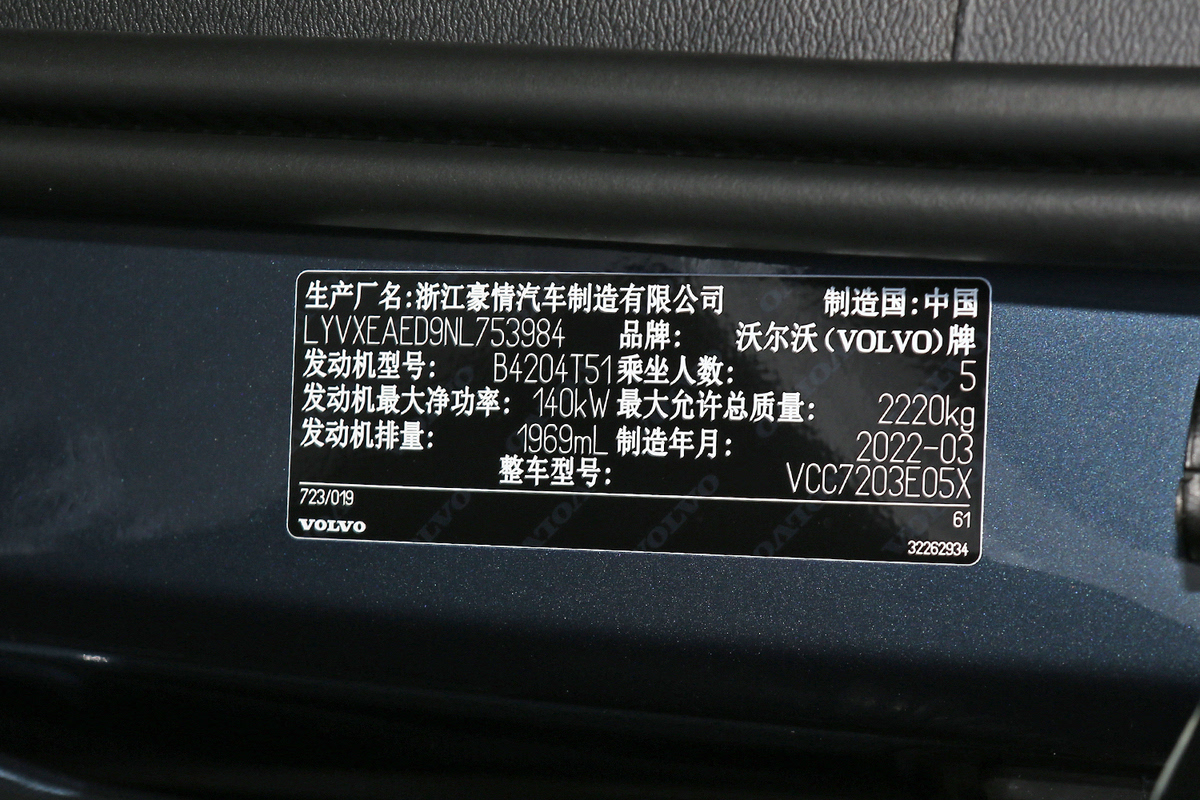 生产厂名:浙江豪情汽车制造有限公司 制造国:中国
LYVXEAED9NL753984 品牌: 沃尔沃(VOLVO)牌
发动机型号: B4204T51 乘坐人数: 5
发动机最大净功率: 140kW 最大允许总质量: 2220kg
发动机排量: 1969mL 制造年月: 2022-03
整车型号: VCC7203E05X
723/019 61
VOLVO 32262934